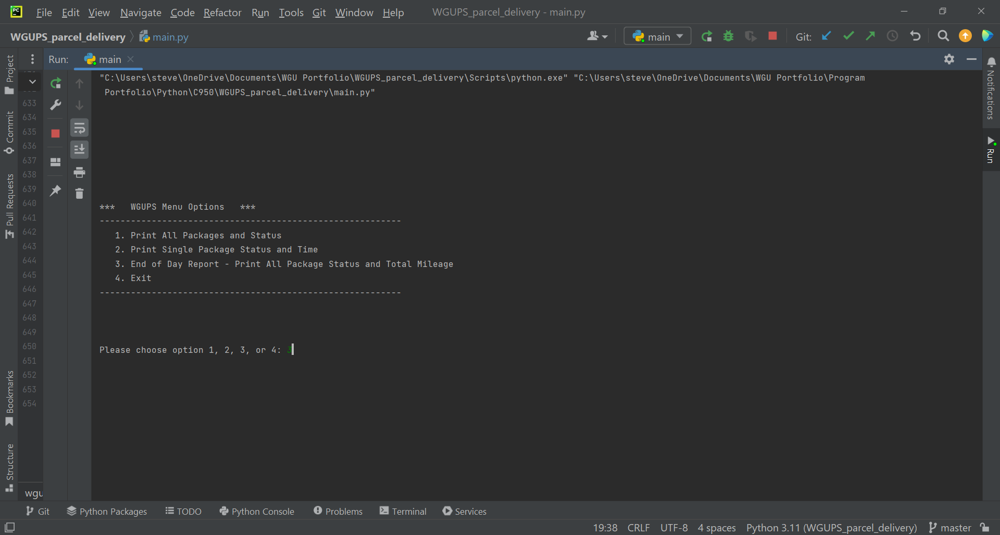 PC File Edit View Navigate Code Refactor Run Tools Git Window Help WGUPS_parcel_delivery - main.py
WGUPS_parcel_delivery main.py main Git:
Run: main
Project
Commit
Pull Requests
Bookmarks
Structure
Notifications
Run
"C:\Users\steve\OneDrive\Documents\WGU Portfolio\WGUPS_parcel_delivery\Scripts\python.exe" "C:\Users\steve\OneDrive\Documents\WGU Portfolio\Program
Portfolio\Python\C950\WGUPS_parcel_delivery\main.py"
633
634
635
636
637
638
639
640
641
642
643
644
645
646
647
648
649
650
651
652
653
654
*** WGUPS Menu Options ***
----------------------------------------------------------
1. Print All Packages and Status
2. Print Single Package Status and Time
3. End of Day Report - Print All Package Status and Total Mileage
4. Exit
----------------------------------------------------------
Please choose option 1, 2, 3, or 4: 3
wgu
Git Python Packages TODO Python Console Problems Terminal Services
19:38 CRLF UTF-8 4 spaces Python 3.11 (WGUPS_parcel_delivery) master